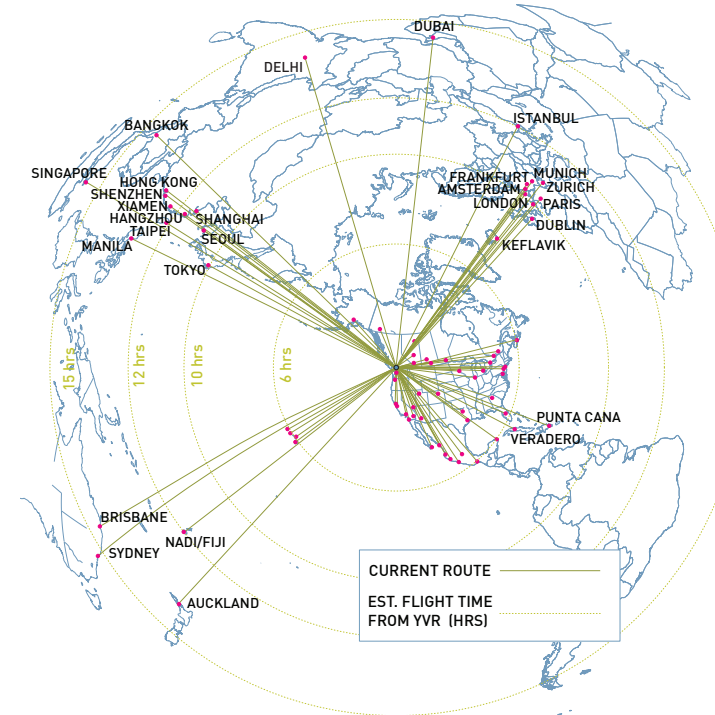 DUBAI
DELHI
ISTANBUL
BANGKOK
SINGAPORE
HONG KONG
SHENZHEN
XIAMEN
HANGZHOU
SHANGHAI
TAIPEI
SEOUL
MANILA
TOKYO
FRANKFURT
MUNICH
AMSTERDAM
ZURICH
LONDON
PARIS
DUBLIN
KEFLAVIK
15 hrs
12 hrs
10 hrs
6 hrs
PUNTA CANA
VERADERO
BRISBANE
SYDNEY
NADI/FIJI
AUCKLAND
CURRENT ROUTE
EST. FLIGHT TIME
FROM YVR (HRS)